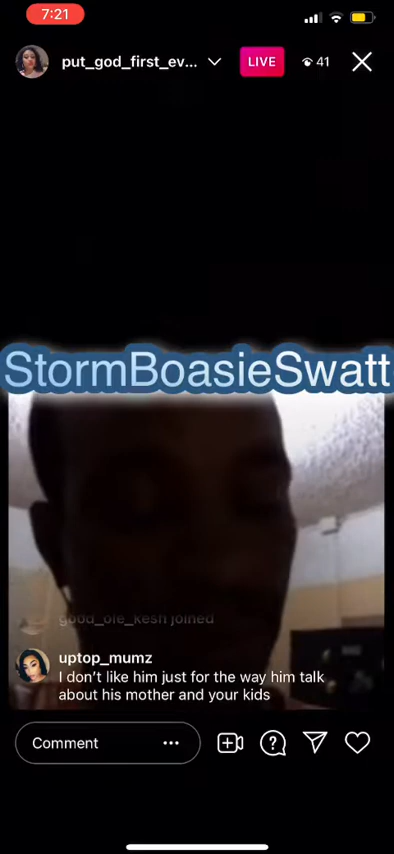 7:21
put_god_first_ev...
LIVE
41
StormBoasieSwatt
good_ole_kesh joined
uptop_mumz
I don't like him just for the way him talk
about his mother and your kids
Comment